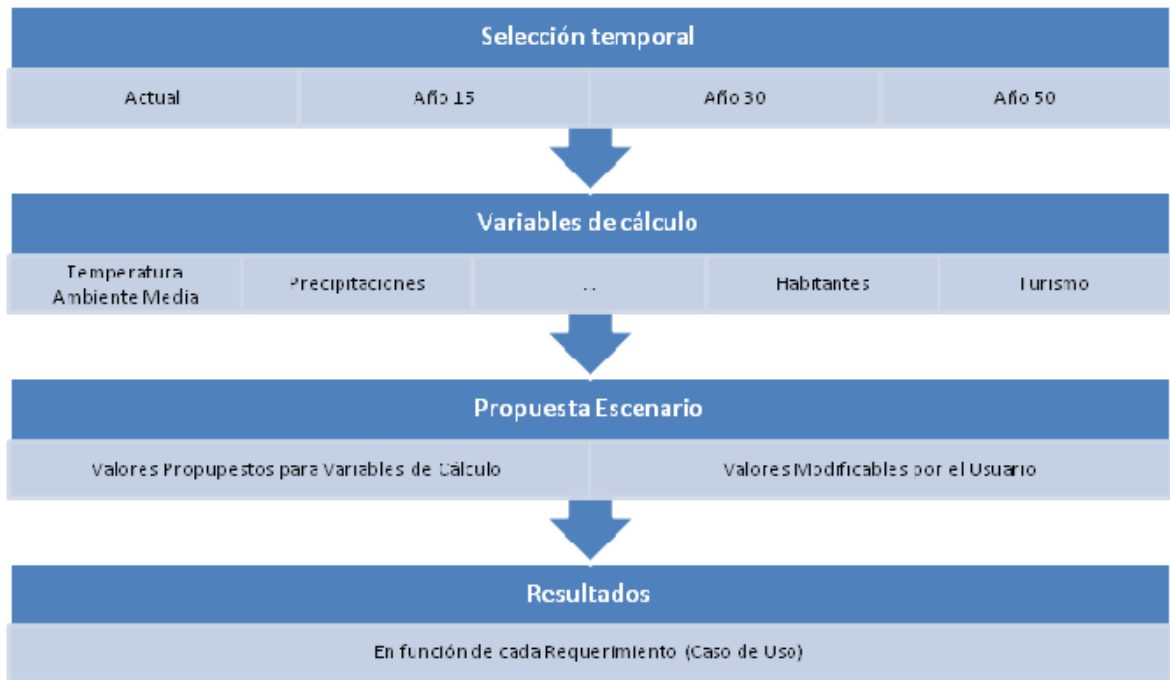 Selección temporal
Actual
Año 15
Año 30
Año 50
Variables de cálculo
Temperatura
Ambiente Media
Precipitaciones
...
Habitantes
Turismo
Propuesta Escenario
Valores Propupestos para Variables de Cálculo
Valores Modificables por el Usuario
Resultados
En función de cada Requerimiento (Caso de Uso)